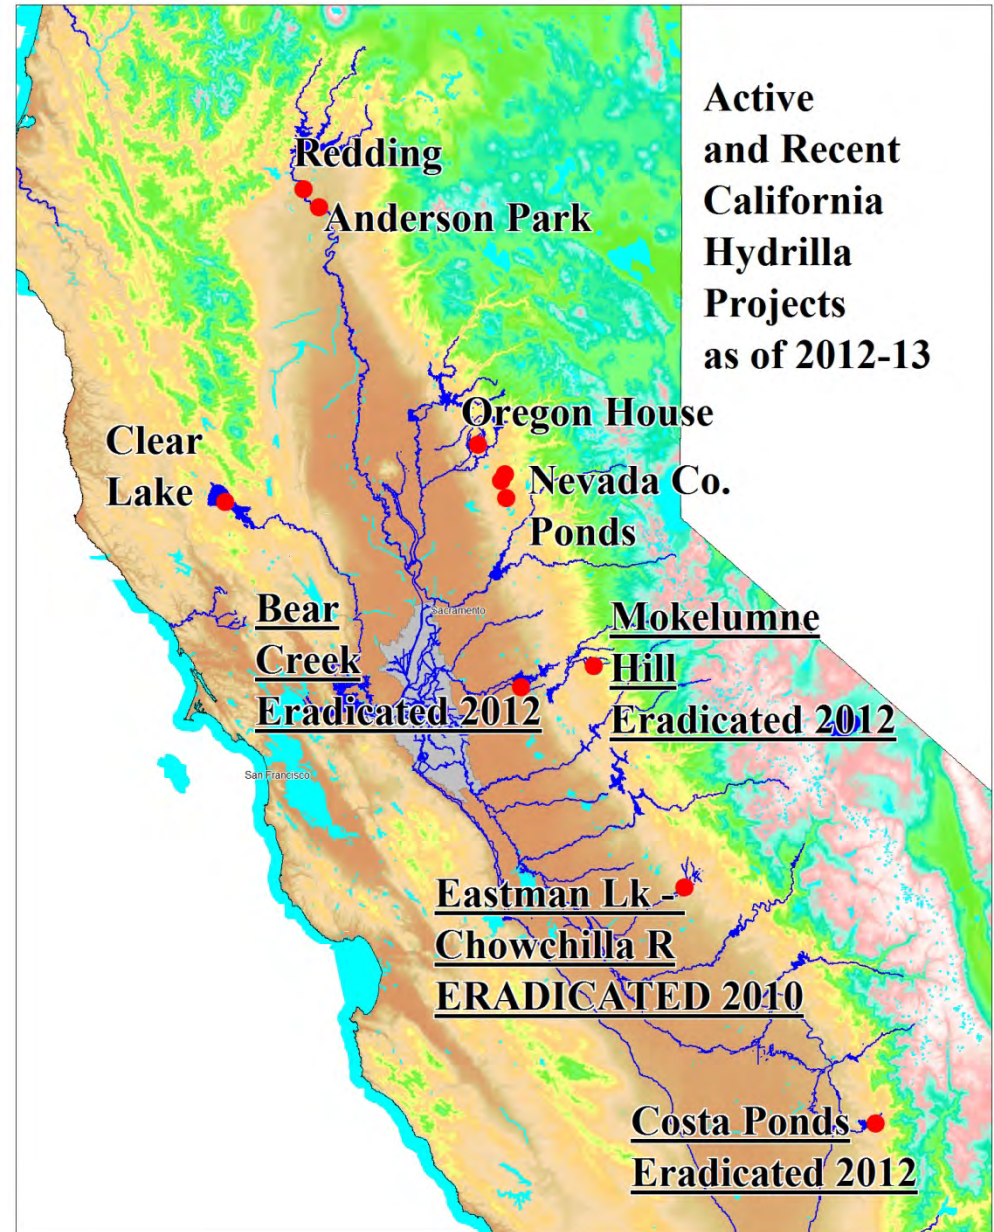 Active
and Recent
California
Hydrilla
Projects
as of 2012-13
Redding
Anderson Park
Oregon House
Clear
Lake
Nevada Co.
Ponds
Sacramento
Bear
Creek
Eradicated 2012
Mokelumne
Hill
Eradicated 2012
San Francisco
Eastman Lk -
Chowchilla R
ERADICATED 2010
Costa Ponds
Eradicated 2012